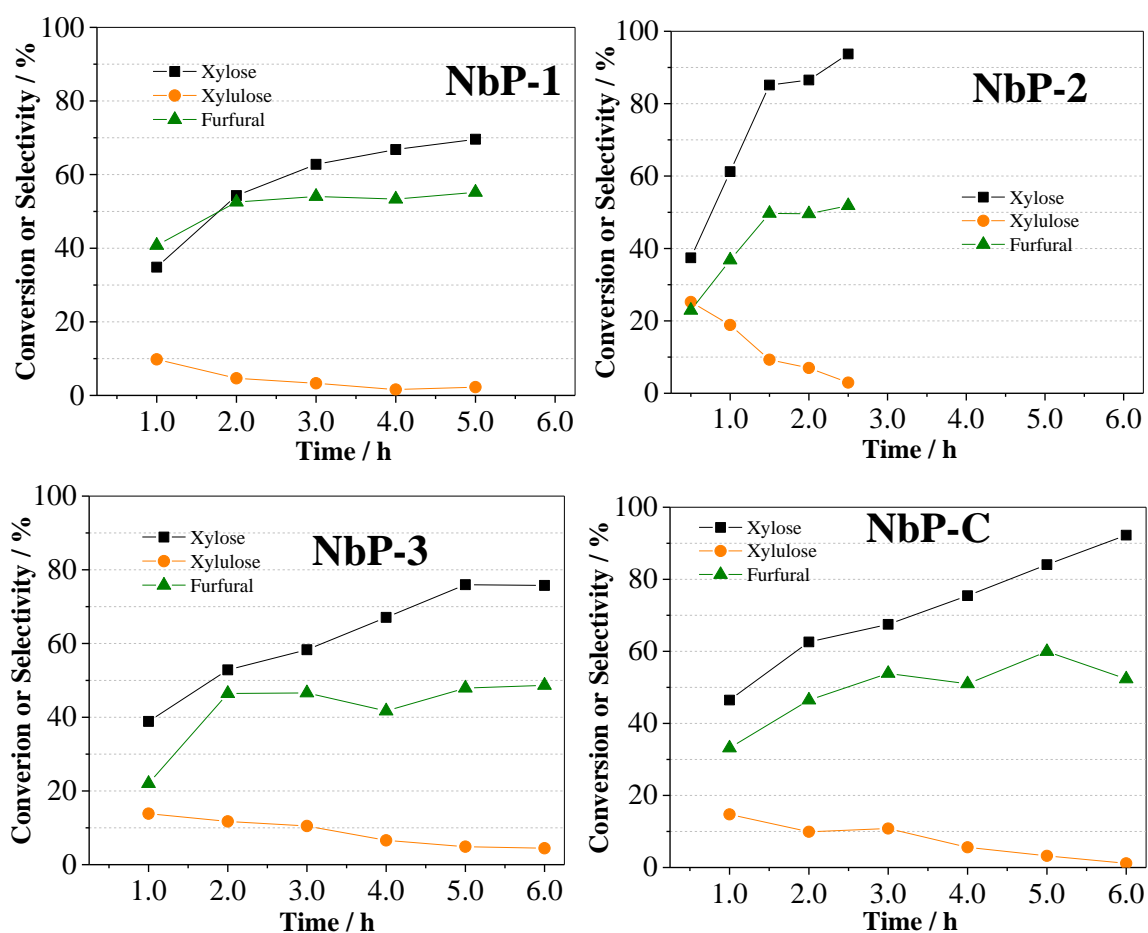 NbP-1
Conversion or Selectivity / %
100
80
60
40
20
0
Xylose
Xylulose
Furfural
1.0 2.0 3.0 4.0 5.0 6.0
Time / h
NbP-2
Conversion or Selectivity / %
100
80
60
40
20
0
Xylose
Xylulose
Furfural
1.0 2.0 3.0 4.0 5.0 6.0
Time / h
NbP-3
Converion or Selectivity / %
100
80
60
40
20
0
Xylose
Xylulose
Furfural
1.0 2.0 3.0 4.0 5.0 6.0
Time / h
NbP-C
Conversion or Selectivity / %
100
80
60
40
20
0
Xylose
Xylulose
Furfural
1.0 2.0 3.0 4.0 5.0 6.0
Time / h